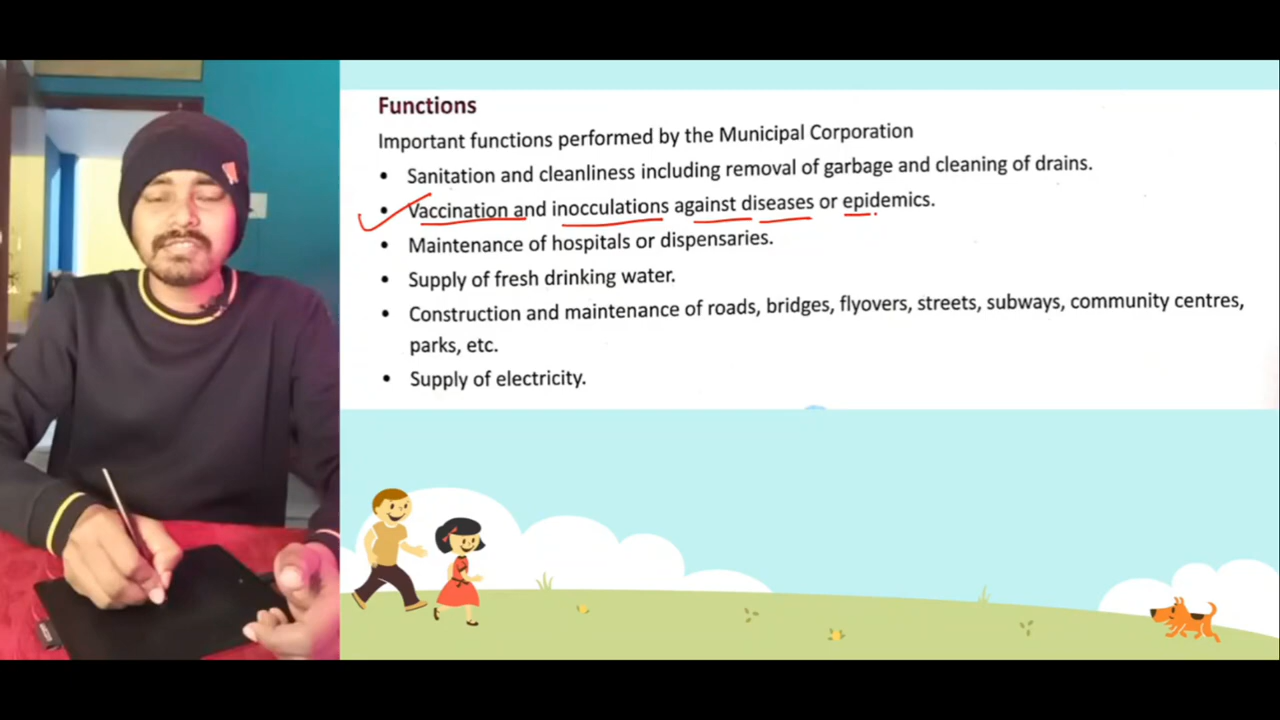 Functions
Important functions performed by the Municipal Corporation
• Sanitation and cleanliness including removal of garbage and cleaning of drains.
• Vaccination and inocculations against diseases or epidemics.
• Maintenance of hospitals or dispensaries.
• Supply of fresh drinking water.
• Construction and maintenance of roads, bridges, flyovers, streets, subways, community centres,
parks, etc.
• Supply of electricity.